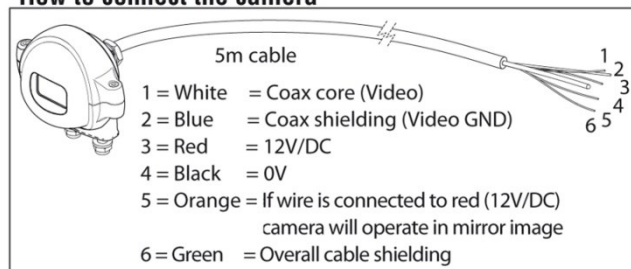 How to connect the camera
5m cable
1
2
3
4
6 5
1 = White = Coax core (Video)
2 = Blue = Coax shielding (Video GND)
3 = Red = 12V/DC
4 = Black = 0V
5 = Orange = If wire is connected to red (12V/DC)
camera will operate in mirror image
6 = Green = Overall cable shielding